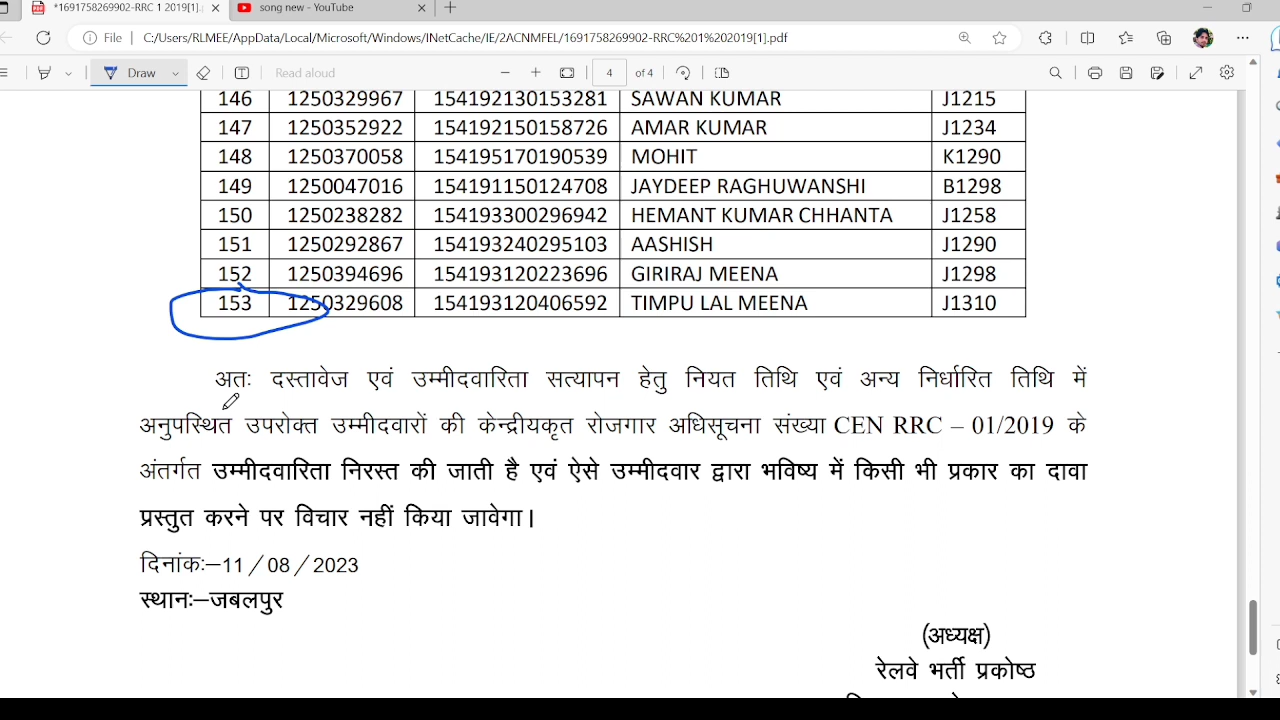 *1691758269902-RRC 1 2019[1].p
song new - YouTube
File
C:/Users/RLMEE/AppData/Local/Microsoft/Windows/INetCache/IE/2ACNMFEL/1691758269902-RRC%201%202019[1].pdf
Draw
Read aloud
4 of 4
146 1250329967 154192130153281 SAWAN KUMAR J1215
147 1250352922 154192150158726 AMAR KUMAR J1234
148 1250370058 154195170190539 MOHIT K1290
149 1250047016 154191150124708 JAYDEEP RAGHUWANSHI B1298
150 1250238282 154193300296942 HEMANT KUMAR CHHANTA J1258
151 1250292867 154193240295103 AASHISH J1290
152 1250394696 154193120223696 GIRIRAJ MEENA J1298
153 1250329608 154193120406592 TIMPU LAL MEENA J1310
अतः दस्तावेज एवं उम्मीदवारिता सत्यापन हेतु नियत तिथि एवं अन्य निर्धारित तिथि में
अनुपस्थित उपरोक्त उम्मीदवारों की केन्द्रीयकृत रोजगार अधिसूचना संख्या CEN RRC – 01/2019 के
अंतर्गत उम्मीदवारिता निरस्त की जाती है एवं ऐसे उम्मीदवार द्वारा भविष्य में किसी भी प्रकार का दावा
प्रस्तुत करने पर विचार नहीं किया जावेगा।
दिनांकः–11/08/2023
स्थानः–जबलपुर
(अध्यक्ष)
रेलवे भर्ती प्रकोष्ठ